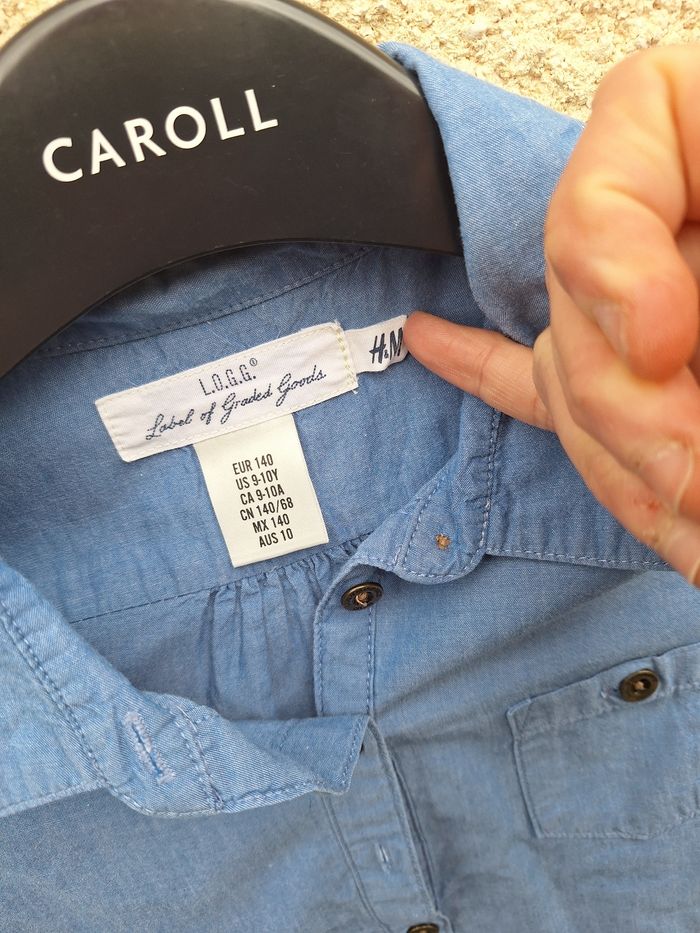 CAROLL
L.O.G.G.®
Label of Graded Goods
H&M
EUR 140
US 9-10Y
CA 9-10A
CN 140/68
MX 140
AUS 10